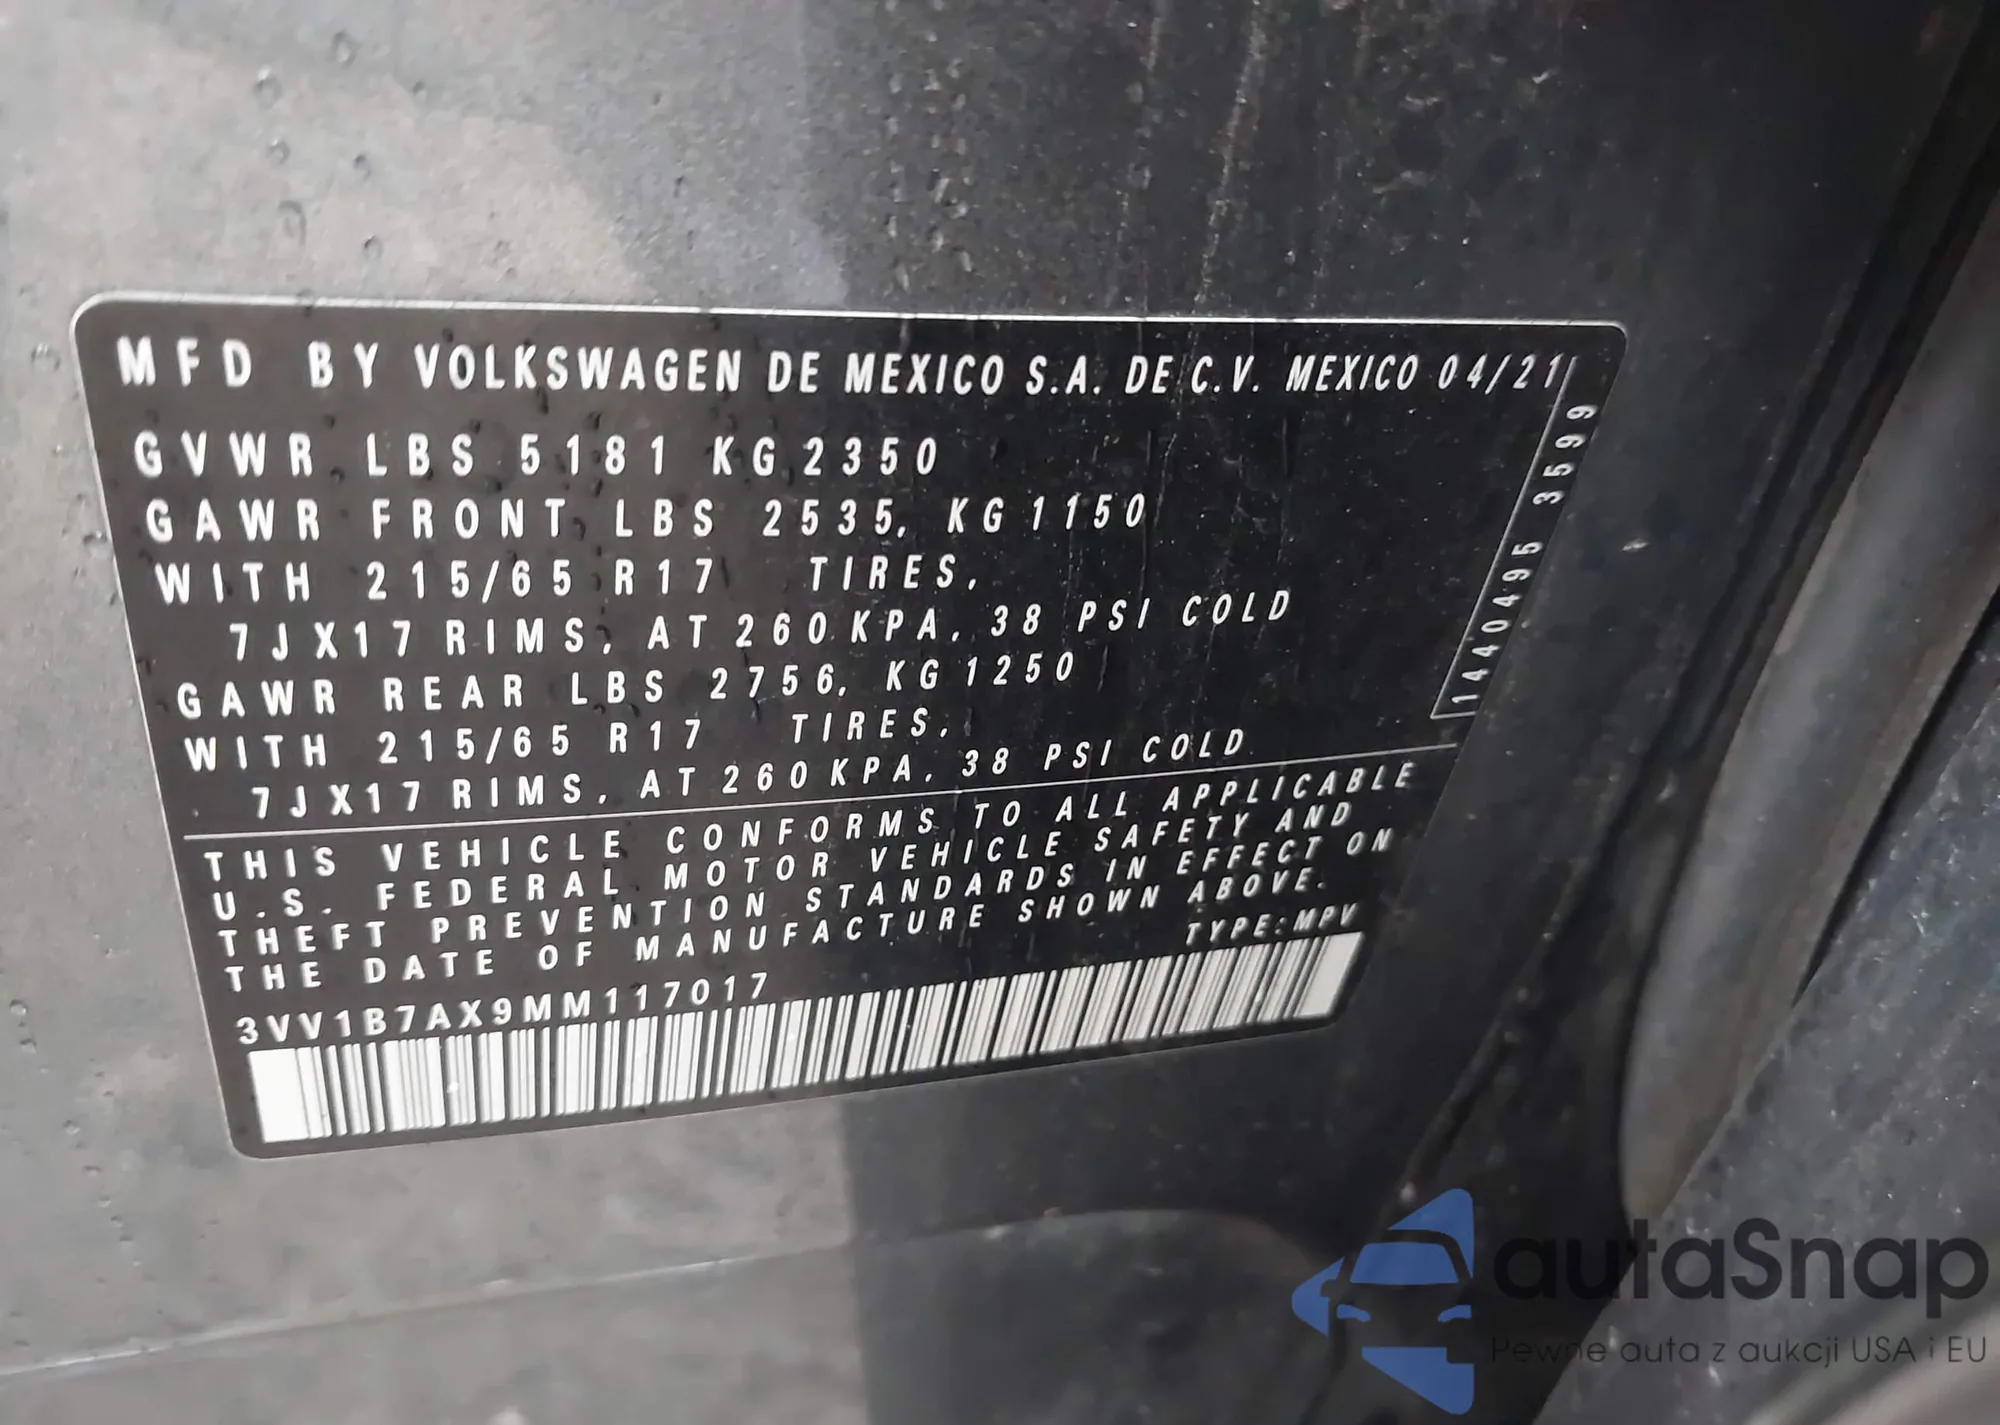 MFD BY VOLKSWAGEN DE MEXICO S.A. DE C.V. MEXICO 04/21
GVWR LBS 5181 KG 2350
GAWR FRONT LBS 2535, KG 1150
WITH 215/65 R17 TIRES,
7JX17 RIMS, AT 260 KPA, 38 PSI COLD
GAWR REAR LBS 2756, KG 1250
WITH 215/65 R17 TIRES,
7JX17 RIMS, AT 260 KPA, 38 PSI COLD
1440495 3599
THIS VEHICLE CONFORMS TO ALL APPLICABLE
U.S. FEDERAL MOTOR VEHICLE SAFETY AND
THEFT PREVENTION STANDARDS IN EFFECT ON
THE DATE OF MANUFACTURE SHOWN ABOVE.
TYPE: MPV
3VV1B7AX9MM117017
autaSnap
Pewne auta z aukcji USA i EU